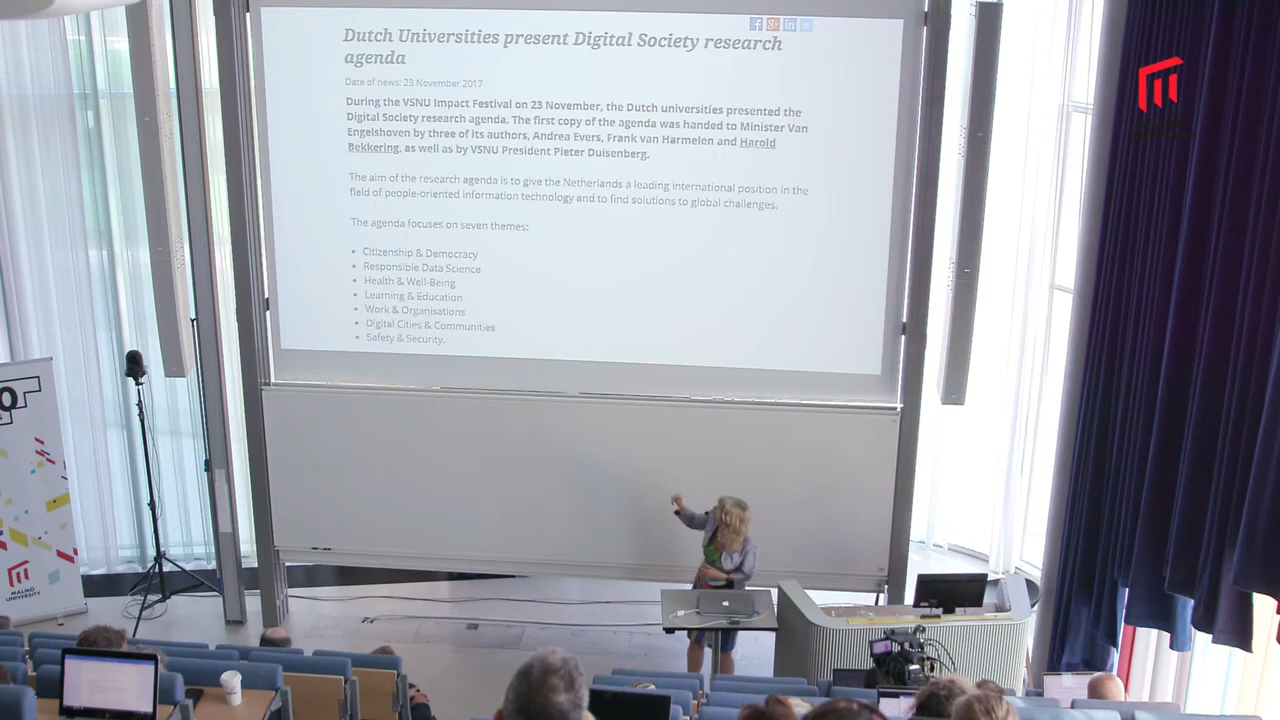 Dutch Universities present Digital Society research
agenda
Date of news: 23 November 2017
During the VSNU Impact Festival on 23 November, the Dutch universities presented the
Digital Society research agenda. The first copy of the agenda was handed to Minister Van
Engelshoven by three of its authors, Andrea Evers, Frank van Harmelen and Harold
Bekkering, as well as by VSNU President Pieter Duisenberg.
The aim of the research agenda is to give the Netherlands a leading international position in the
field of people-oriented information technology and to find solutions to global challenges.
The agenda focuses on seven themes:
• Citizenship & Democracy
• Responsible Data Science
• Health & Well-Being
• Learning & Education
• Work & Organisations
• Digital Cities & Communities
• Safety & Security.
MALMÖ
UNIVERSITY